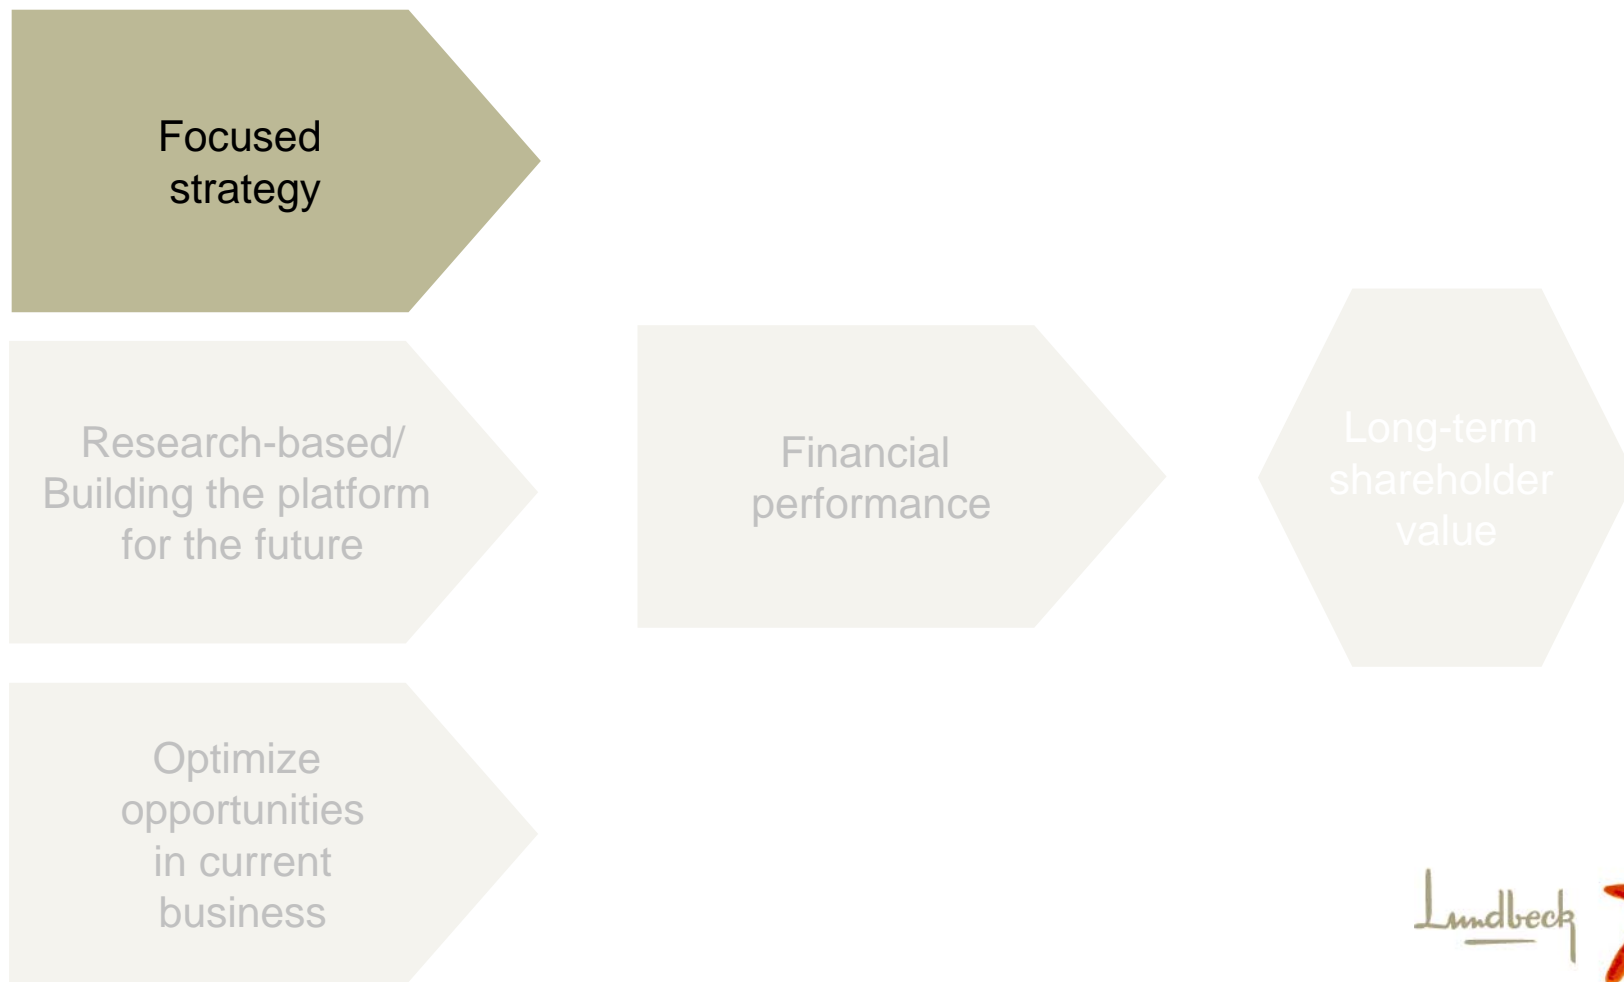 Focused
strategy
Research-based/
Building the platform
for the future
Financial
performance
Long-term
shareholder
value
Optimize
opportunities
in current
business
Lundbeck